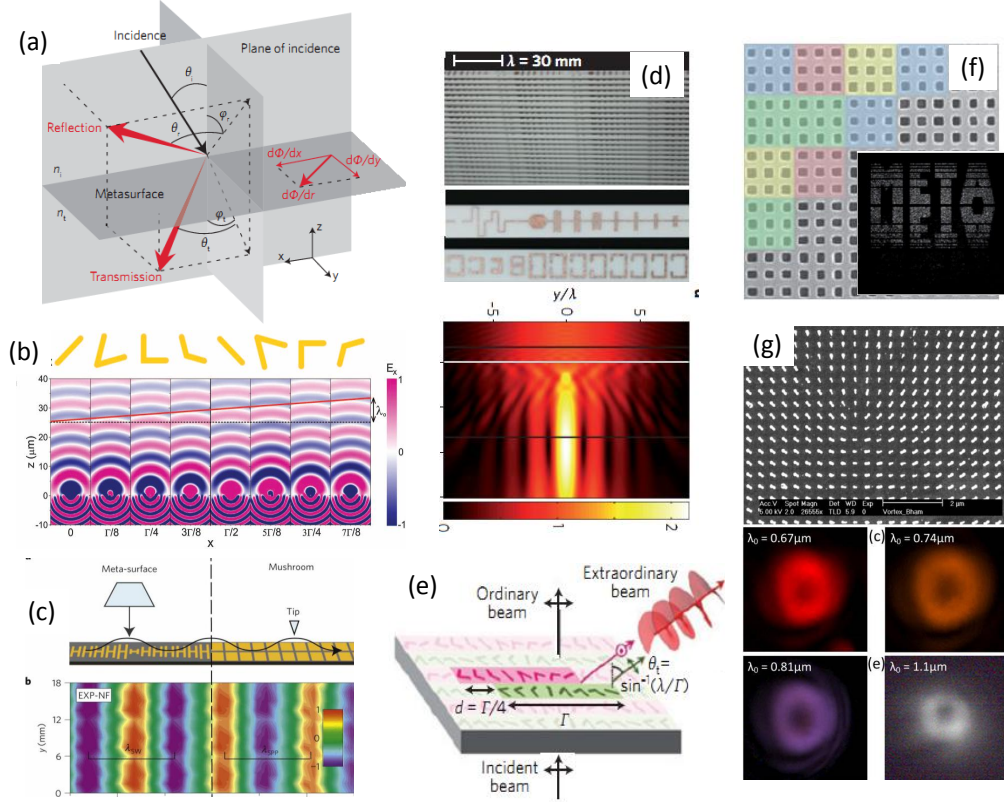 (a)
Incidence
Plane of incidence
θi
Reflection
θr
φr
dΦ/dx
dΦ/dy
dΦ/dr
ni
Metasurface
nt
φt
θt
Transmission
z
x
y
(b)
Ex
1
0
-1
40
30
20
10
0
-10
z (μm)
λ0
0 Γ/8 Γ/4 3Γ/8 Γ/2 5Γ/8 3Γ/4 7Γ/8
x
Meta-surface
Mushroom
(c)
Tip
b
EXP-NF
18
12
6
0
y (mm)
1
0
-1
λSW
λSPP
λ = 30 mm
(d)
y/λ
-5 0 5
0 1 2
(e)
Ordinary beam
Extraordinary beam
θt=
sin⁻¹(λ/Γ)
d = Γ/4
Γ
Incident beam
(f)
META
(g)
Acc.V Spot Magn Det WD Exp 2 μm
5.00 kV 2.0 26555x TLD 5.9 0 Vortex_Bham
λ0 = 0.67μm
(c)
λ0 = 0.74μm
λ0 = 0.81μm
(e)
λ0 = 1.1μm